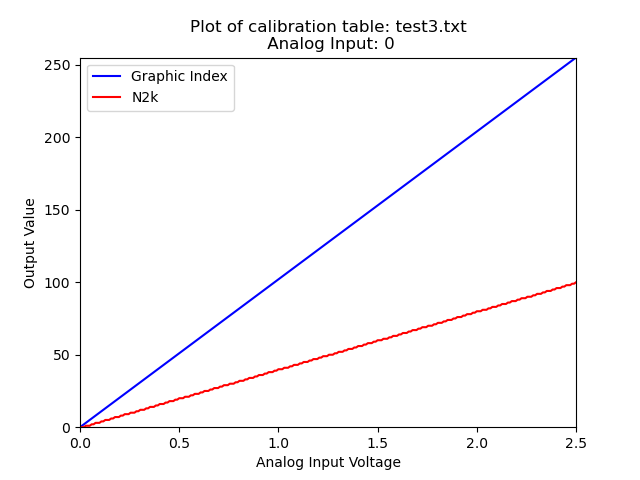 Plot of calibration table: test3.txt
Analog Input: 0
Graphic Index
N2k
Output Value
250
200
150
100
50
0
0.0
0.5
1.0
1.5
2.0
2.5
Analog Input Voltage